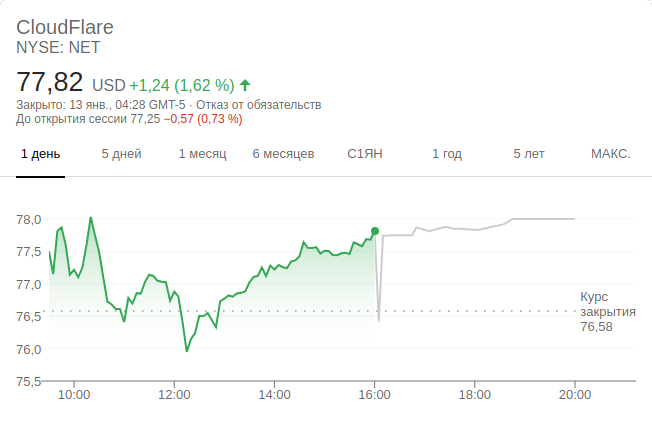 CloudFlare
NYSE: NET
77,82 USD +1,24 (1,62 %)
Закрыто: 13 янв., 04:28 GMT-5 · Отказ от обязательств
До открытия сессии 77,25 −0,57 (0,73 %)
1 день 5 дней 1 месяц 6 месяцев С1ЯН 1 год 5 лет МАКС.
78,0
77,5
77,0
76,5
76,0
75,5
Курс
закрытия
76,58
10:00 12:00 14:00 16:00 18:00 20:00